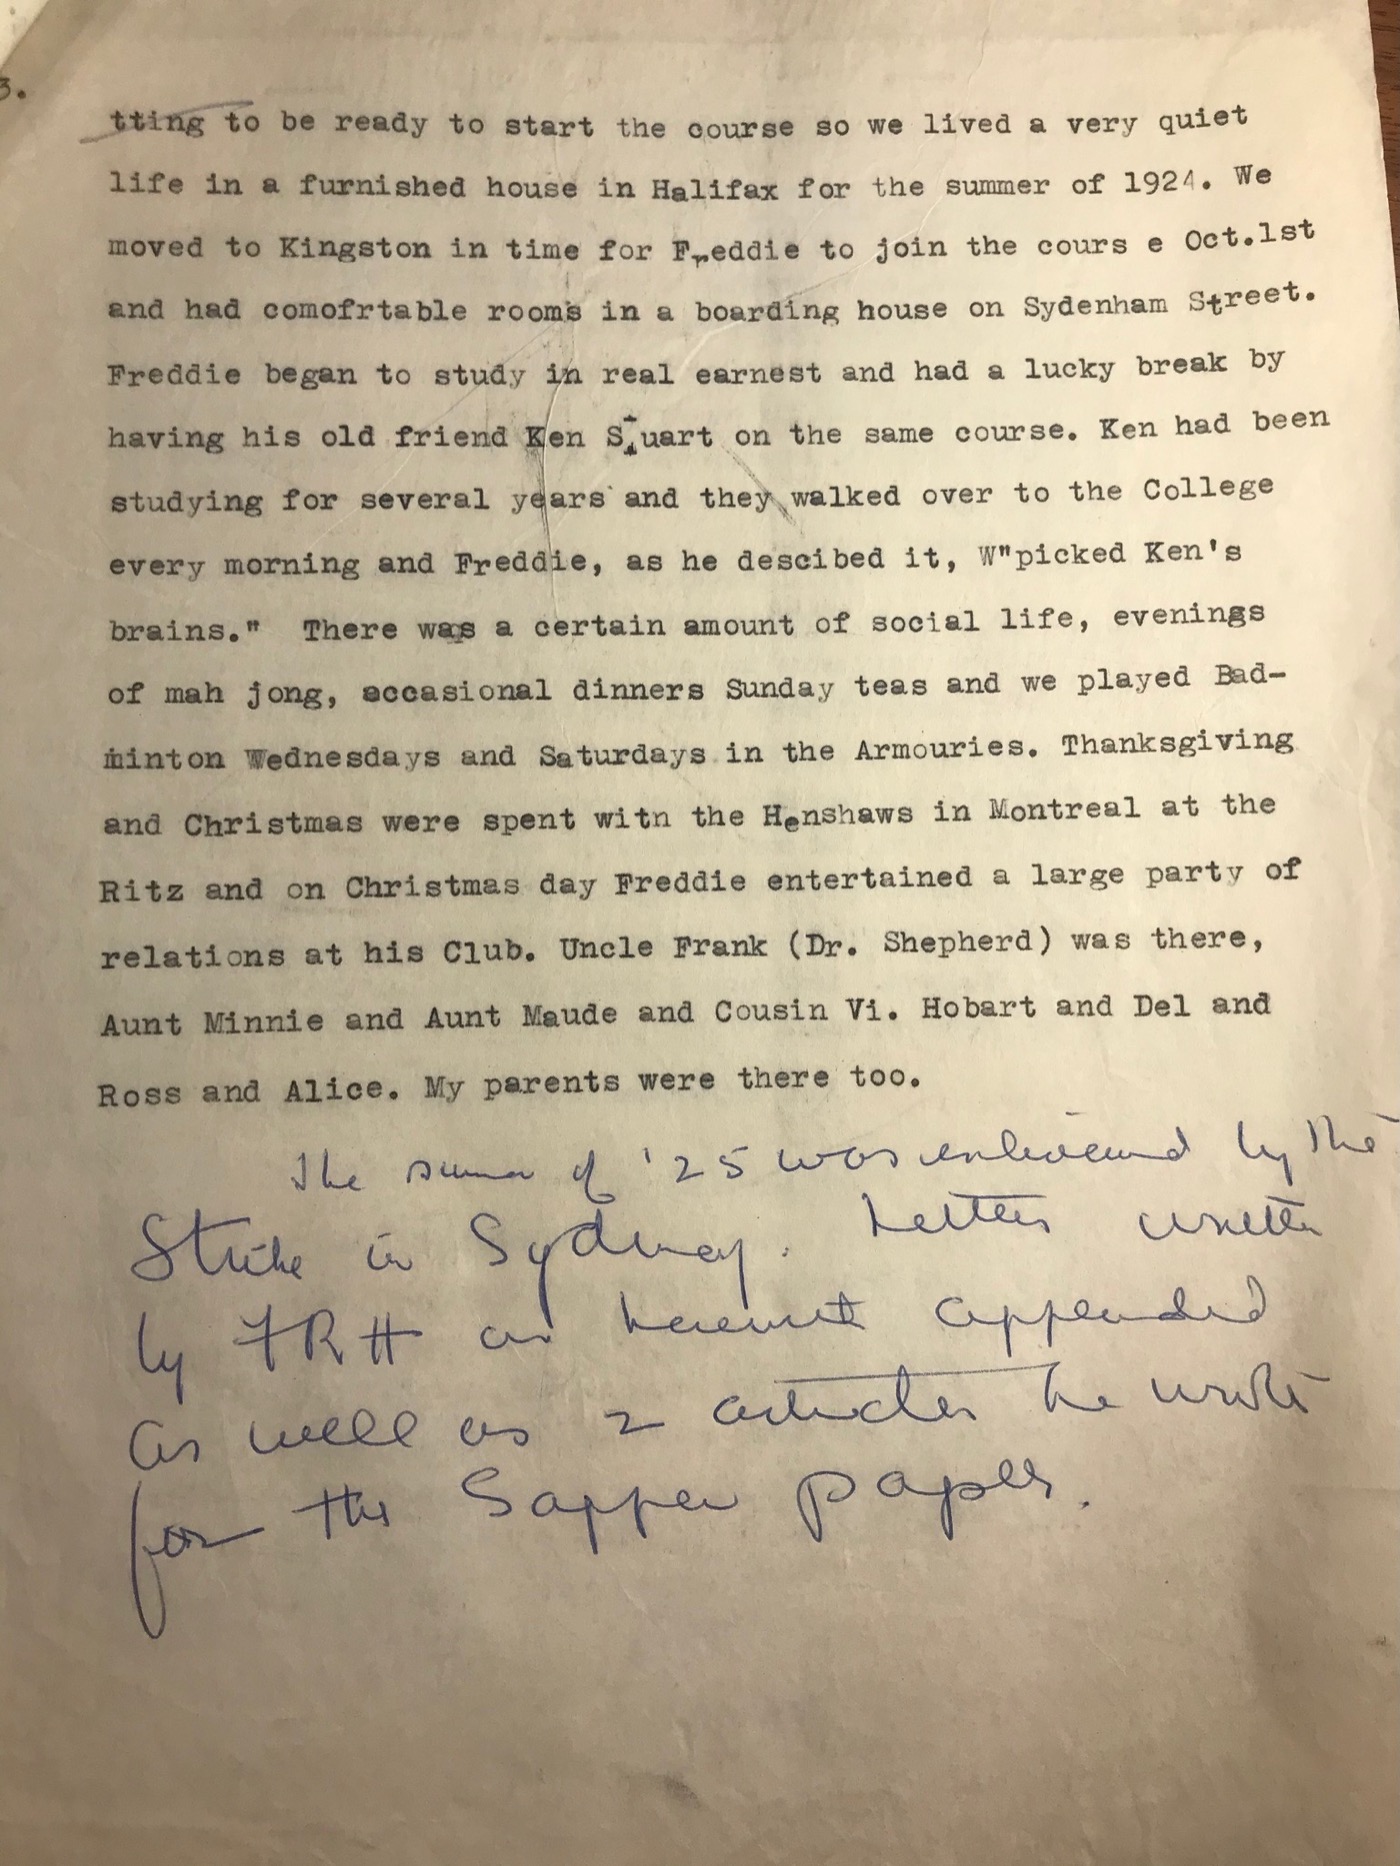 3.
tting to be ready to start the course so we lived a very quiet
life in a furnished house in Halifax for the summer of 1924. We
moved to Kingston in time for Freddie to join the cours e Oct.1st
and had comofrtable rooms in a boarding house on Sydenham Street.
Freddie began to study in real earnest and had a lucky break by
having his old friend Ken Stuart on the same course. Ken had been
studying for several years and they walked over to the College
every morning and Freddie, as he descibed it, W"picked Ken's
brains."  There was a certain amount of social life, evenings
of mah jong, occasional dinners Sunday teas and we played Bad-
minton Wednesdays and Saturdays in the Armouries. Thanksgiving
and Christmas were spent witn the Henshaws in Montreal at the
Ritz and on Christmas day Freddie entertained a large party of
relations at his Club. Uncle Frank (Dr. Shepherd) was there,
Aunt Minnie and Aunt Maude and Cousin Vi. Hobart and Del and
Ross and Alice. My parents were there too.
The summer of '25 was enlivened by the
Strike in Sydney. Letters written
by FRH are herewith appended
as well as 2 articles he wrote
for the Sapper paper.